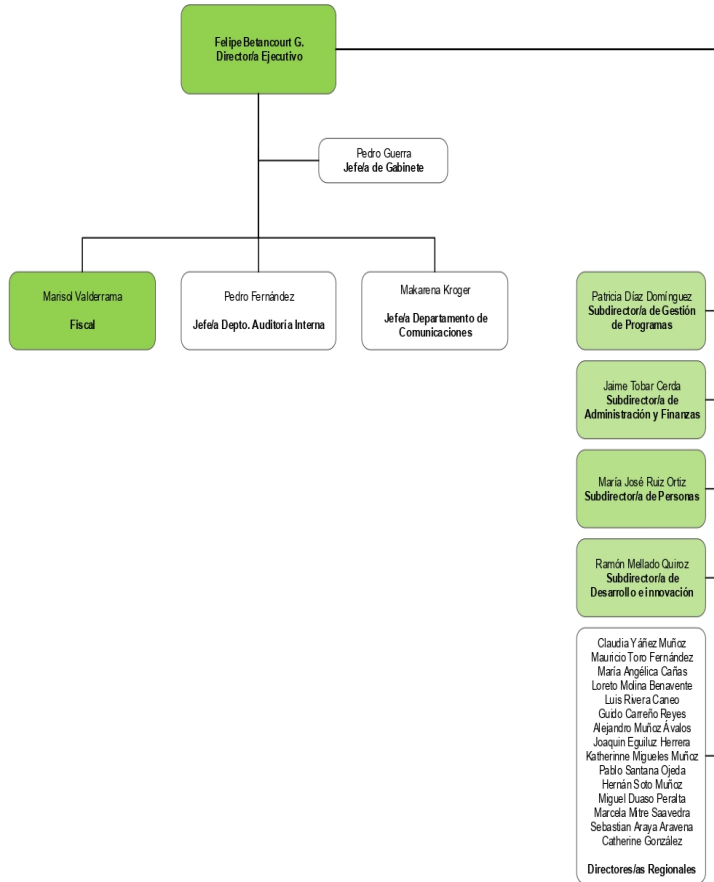 Felipe Betancourt G.
Director/a Ejecutivo
Pedro Guerra
Jefe/a de Gabinete
Marisol Valderrama
Fiscal
Pedro Fernández
Jefe/a Depto. Auditoría Interna
Makarena Kroger
Jefe/a Departamento de
Comunicaciones
Patricia Díaz Domínguez
Subdirector/a de Gestión
de Programas
Jaime Tobar Cerda
Subdirector/a de
Administración y Finanzas
María José Ruiz Ortiz
Subdirector/a de Personas
Ramón Mellado Quiroz
Subdirector/a de
Desarrollo e innovación
Claudia Yáñez Muñoz
Mauricio Toro Fernández
María Angélica Cañas
Loreto Molina Benavente
Luis Rivera Caneo
Guido Carreño Reyes
Alejandro Muñoz Ávalos
Joaquin Eguiluz Herrera
Katherinne Migueles Muñoz
Pablo Santana Ojeda
Hernán Soto Muñoz
Miguel Duaso Peralta
Marcela Mitre Saavedra
Sebastian Araya Aravena
Catherine González
Directores/as Regionales